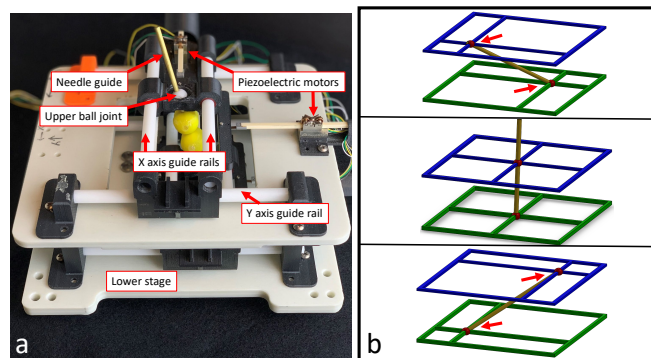 Needle guide
Piezoelectric motors
Upper ball joint
X axis guide rails
Y axis guide rail
Lower stage
a
b